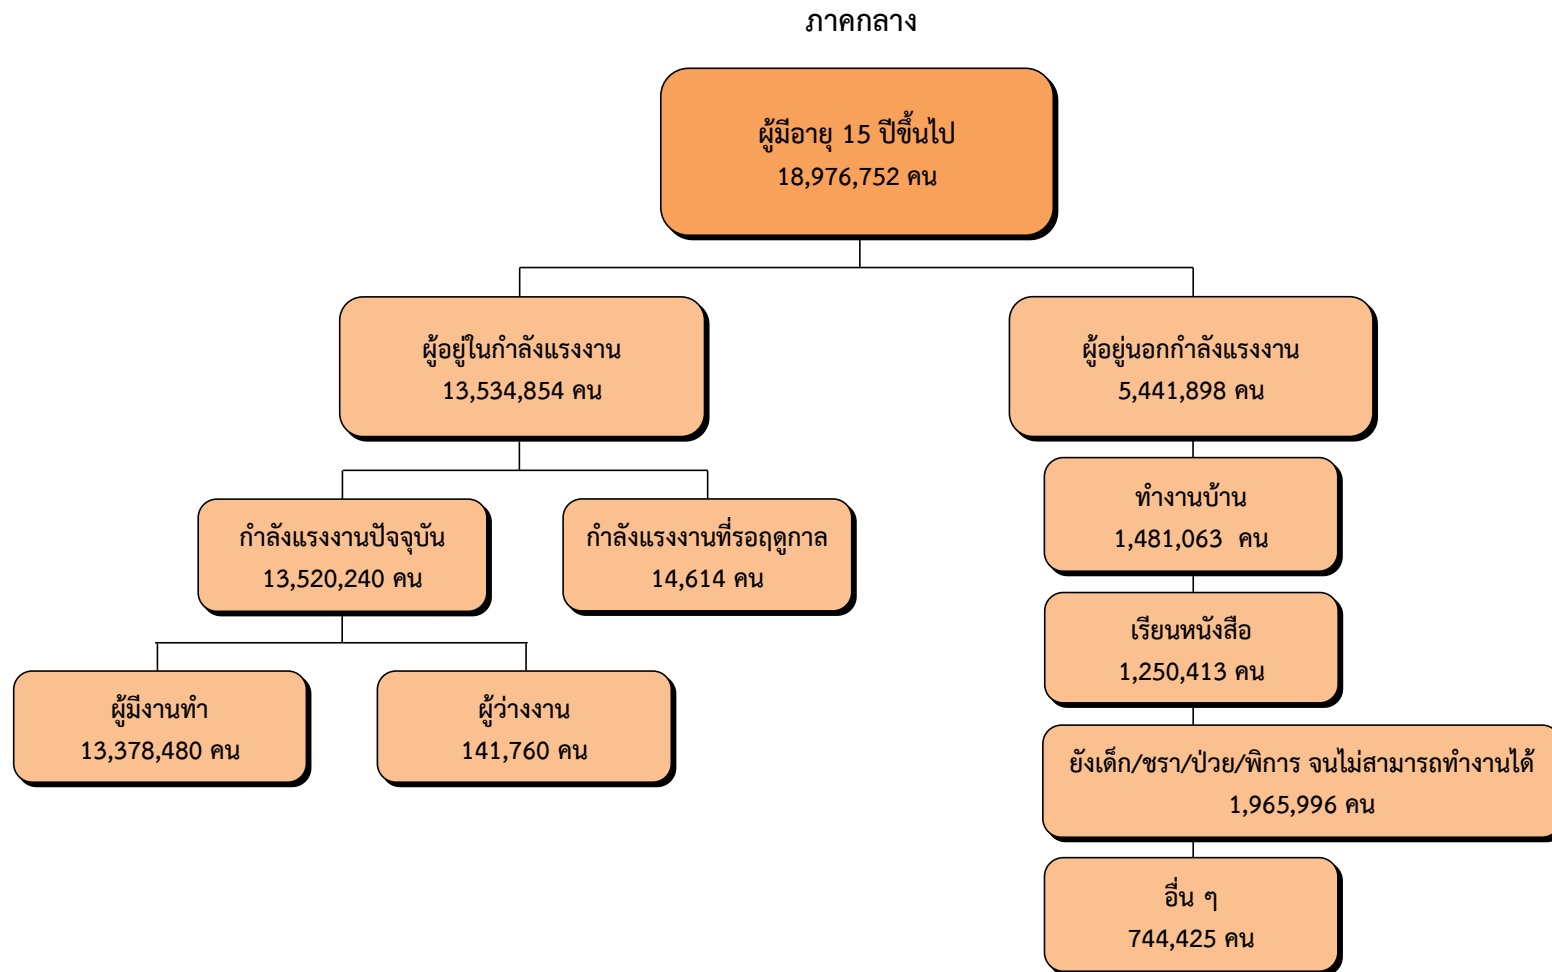 ภาคกลาง
ผู้มีอายุ 15 ปีขึ้นไป
18,976,752 คน
ผู้อยู่ในกำลังแรงงาน
13,534,854 คน
ผู้อยู่นอกกำลังแรงงาน
5,441,898 คน
กำลังแรงงานปัจจุบัน
13,520,240 คน
กำลังแรงงานที่รอฤดูกาล
14,614 คน
ผู้มีงานทำ
13,378,480 คน
ผู้ว่างงาน
141,760 คน
ทำงานบ้าน
1,481,063 คน
เรียนหนังสือ
1,250,413 คน
ยังเด็ก/ชรา/ป่วย/พิการ จนไม่สามารถทำงานได้
1,965,996 คน
อื่น ๆ
744,425 คน